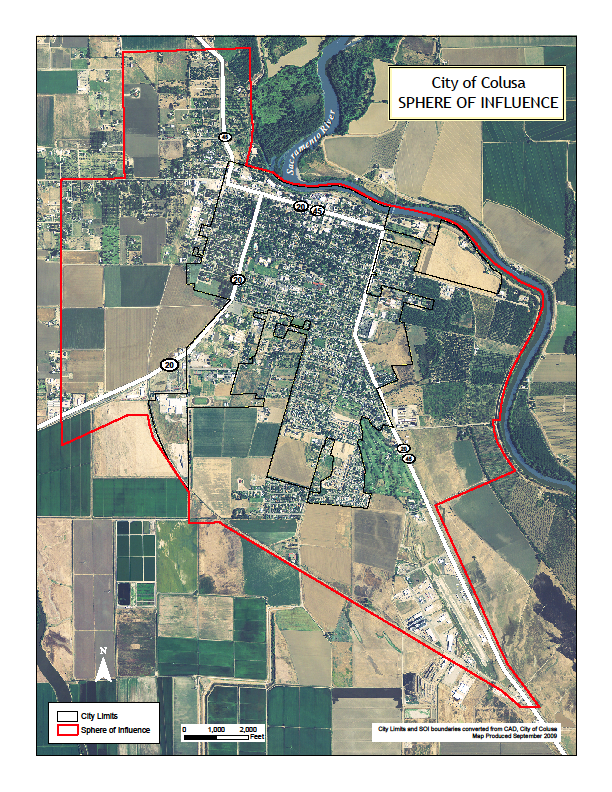 City of Colusa
SPHERE OF INFLUENCE
Sacramento River
45
20
45
20
20
20
45
N
City Limits
Sphere of Influence
0 1,000 2,000
Feet
City Limits and SOI boundaries converted from CAD, City of Colusa
Map Produced September 2009